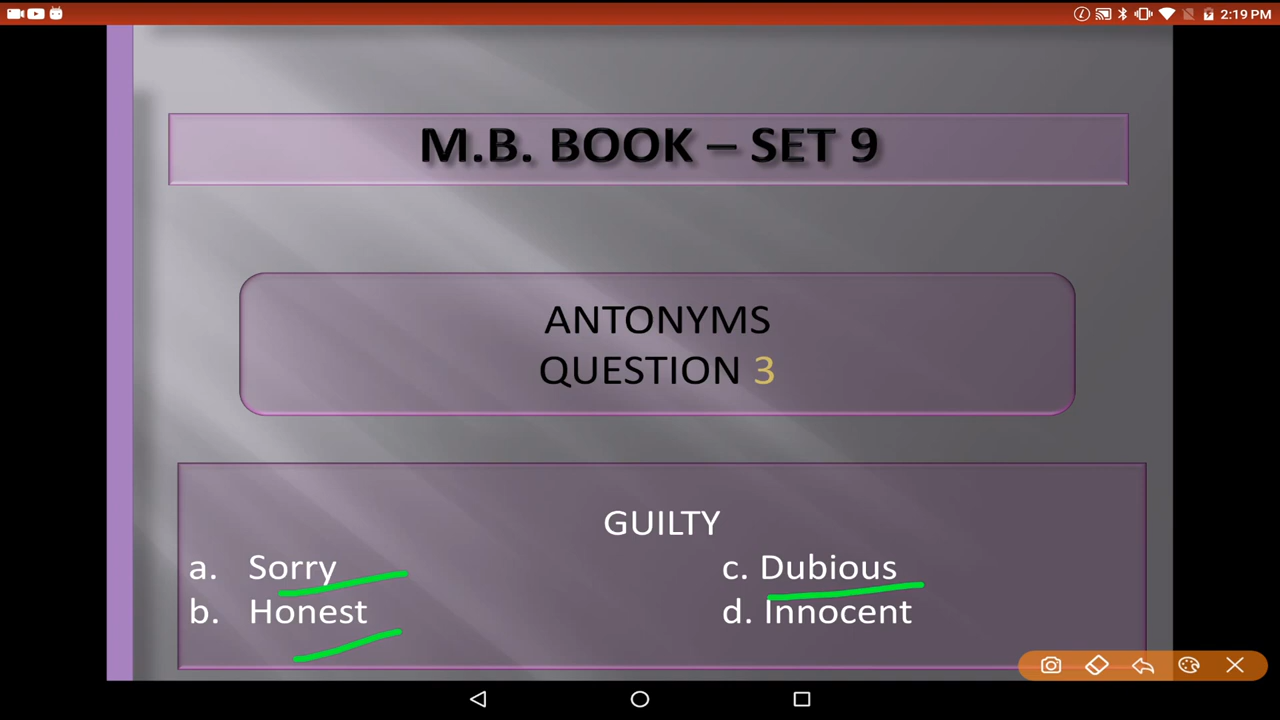 2:19 PM
M.B. BOOK – SET 9
ANTONYMS
QUESTION 3
GUILTY
a. Sorry
b. Honest
c. Dubious
d. Innocent